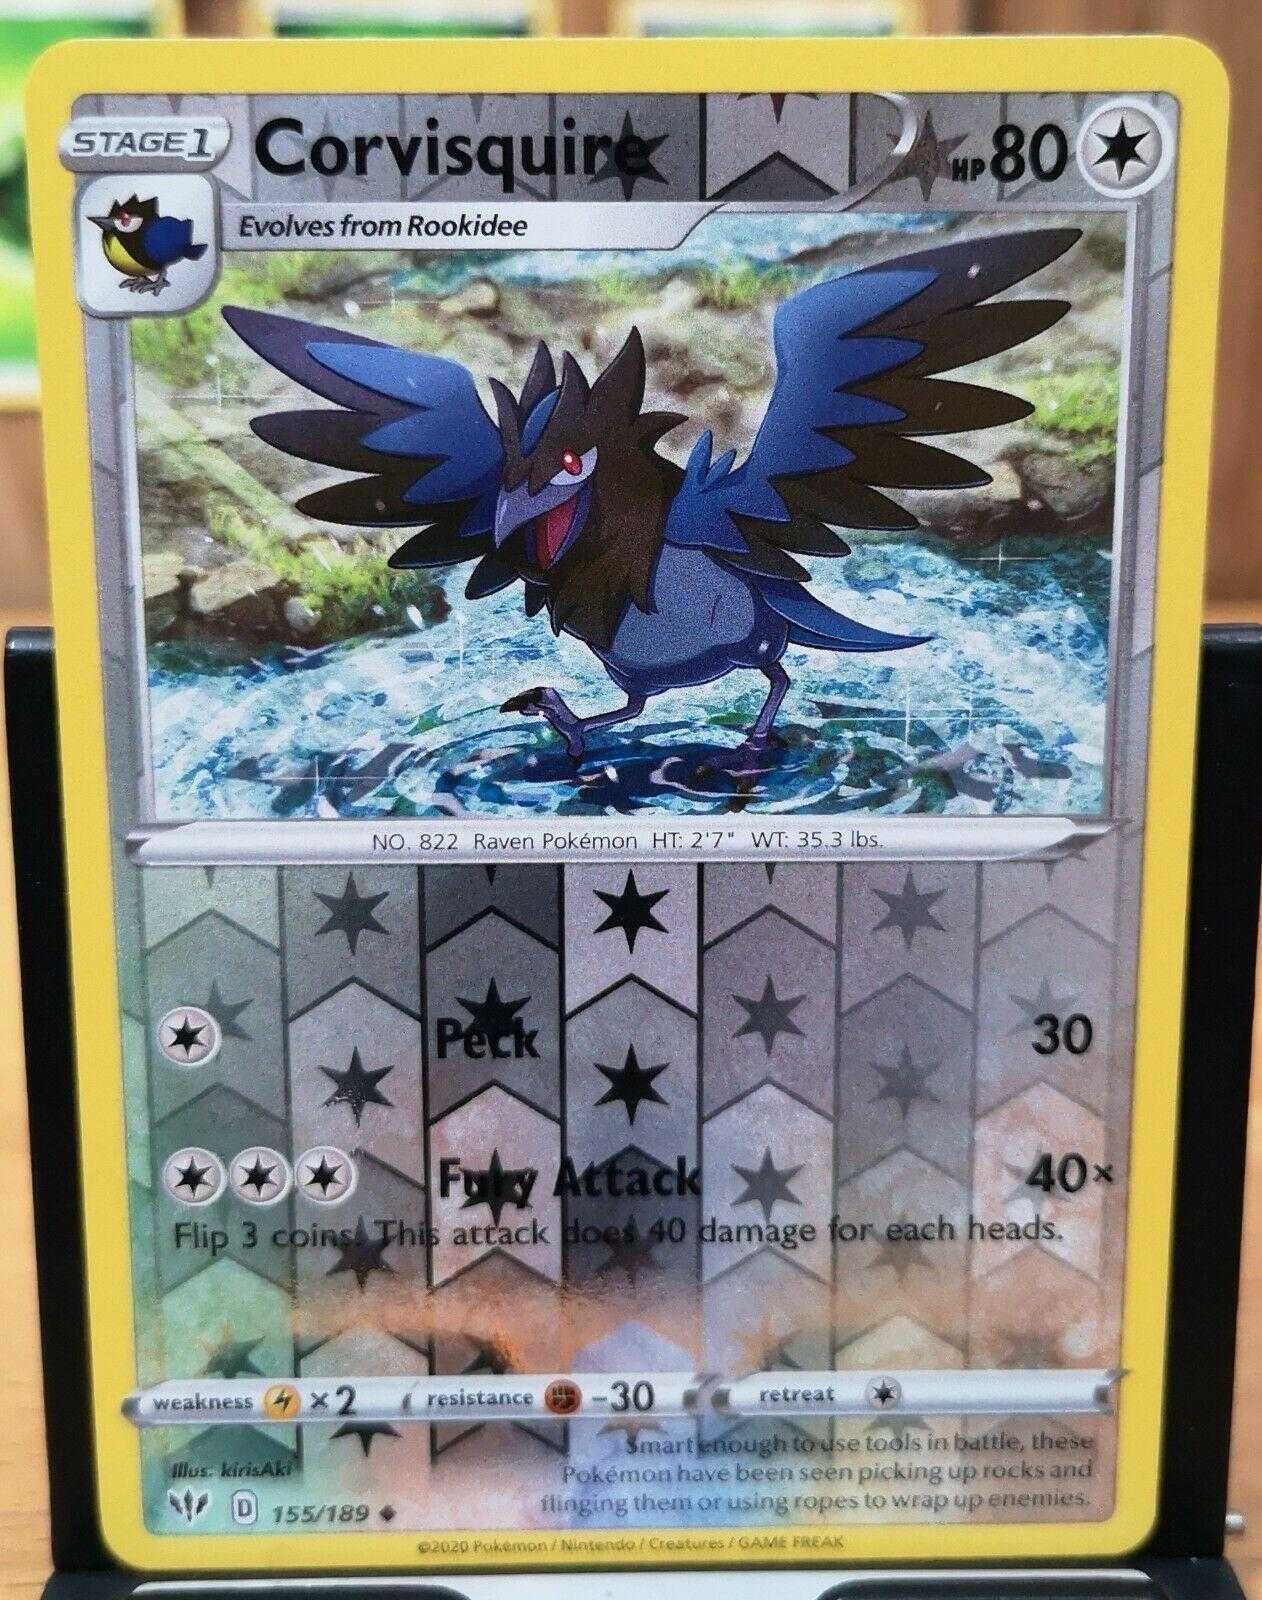 STAGE1
Corvisquire
HP80
Evolves from Rookidee
NO. 822 Raven Pokémon HT: 2'7" WT: 35.3 lbs.
Peck 30
Fury Attack 40×
Flip 3 coins. This attack does 40 damage for each heads.
weakness ×2 resistance -30 retreat
Smart enough to use tools in battle, these
Pokémon have been seen picking up rocks and
flinging them or using ropes to wrap up enemies.
Illus. kirisAki
D 155/189
©2020 Pokémon / Nintendo / Creatures / GAME FREAK